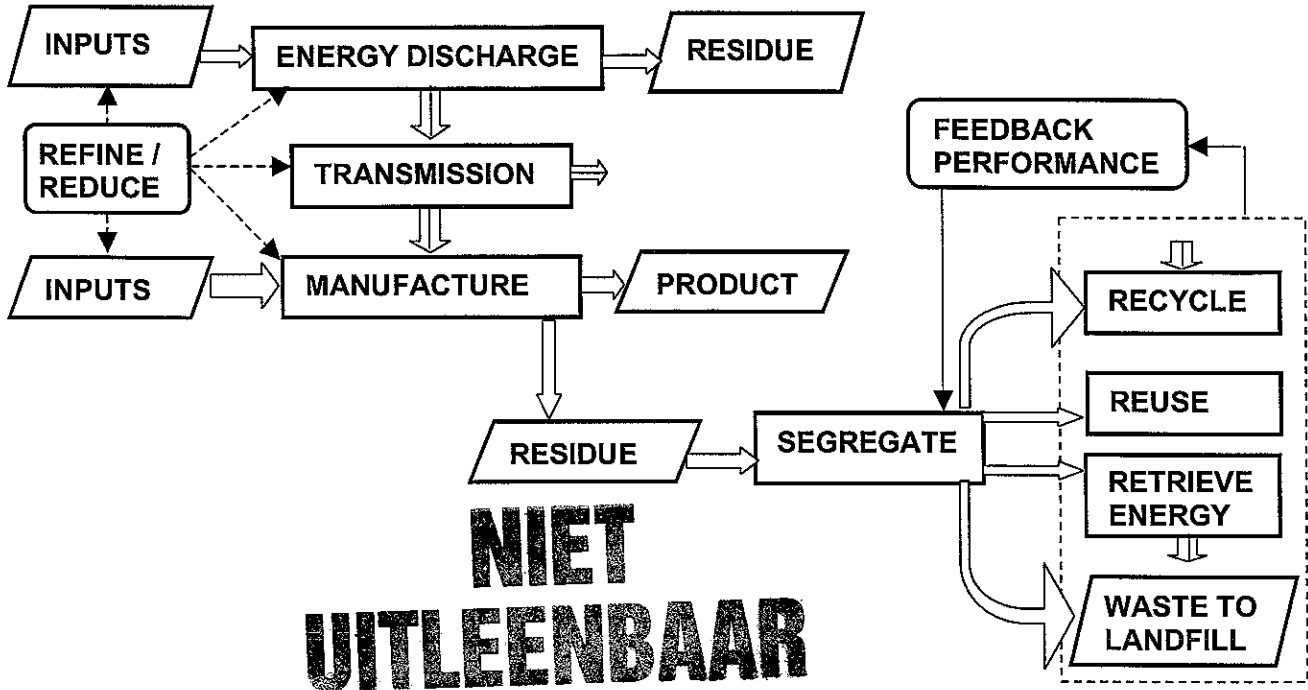 INPUTS
ENERGY DISCHARGE
RESIDUE
REFINE /
REDUCE
TRANSMISSION
FEEDBACK
PERFORMANCE
INPUTS
MANUFACTURE
PRODUCT
RECYCLE
REUSE
RESIDUE
SEGREGATE
RETRIEVE
ENERGY
WASTE TO
LANDFILL
NIET
UITLEENBAAR